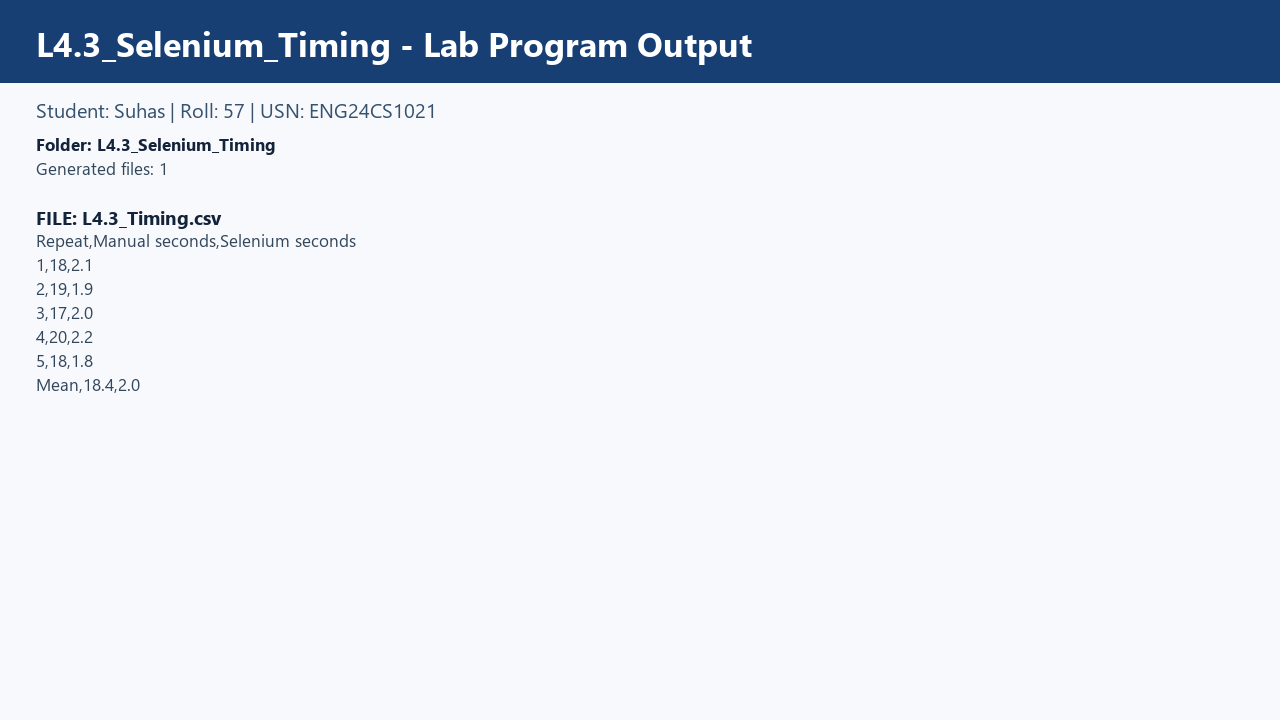 L4.3_Selenium_Timing - Lab Program Output
Student: Suhas | Roll: 57 | USN: ENG24CS1021
Folder: L4.3_Selenium_Timing
Generated files: 1
FILE: L4.3_Timing.csv
Repeat,Manual seconds,Selenium seconds
1,18,2.1
2,19,1.9
3,17,2.0
4,20,2.2
5,18,1.8
Mean,18.4,2.0